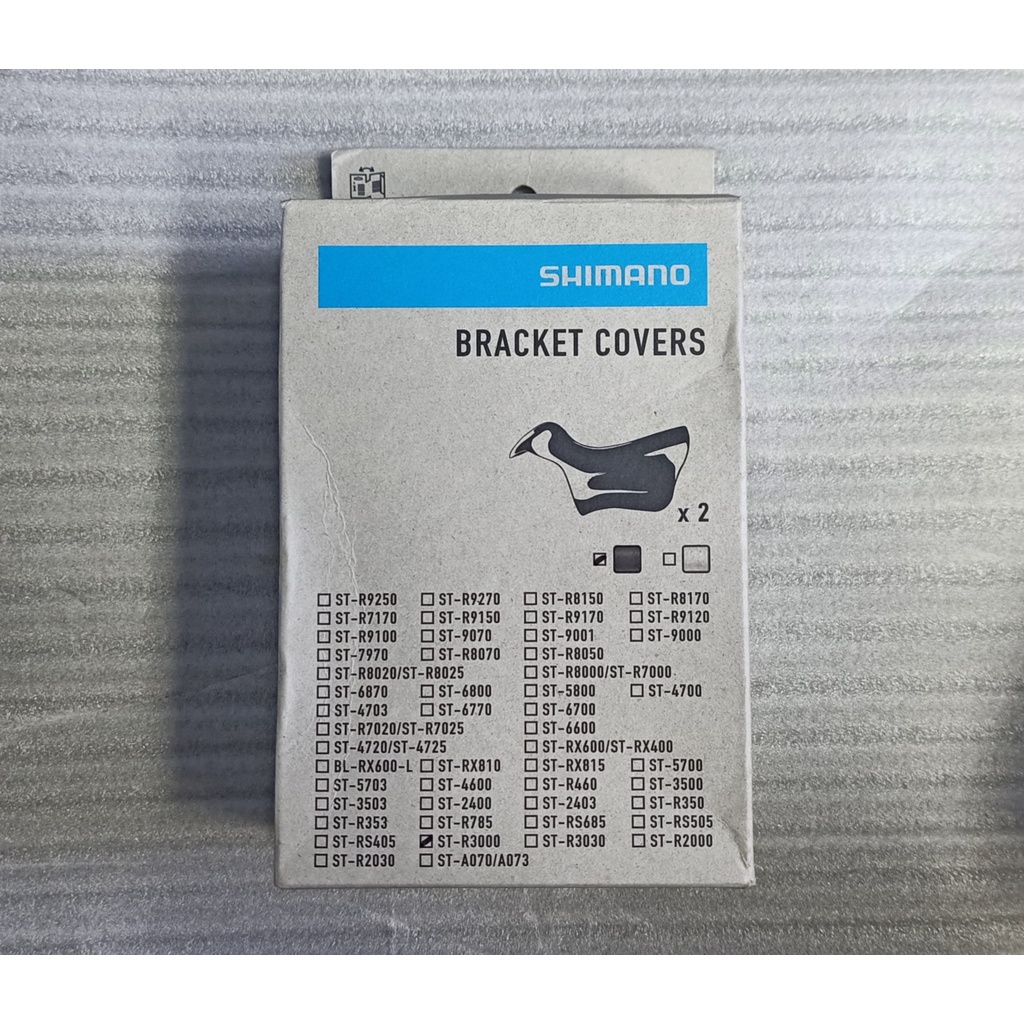 SHIMANO
BRACKET COVERS
x 2
☐ ST-R9250 ☐ ST-R9270 ☐ ST-R8150 ☐ ST-R8170
☐ ST-R7170 ☐ ST-R9150 ☐ ST-R9170 ☐ ST-R9120
☐ ST-R9100 ☐ ST-9070 ☐ ST-9001 ☐ ST-9000
☐ ST-7970 ☐ ST-R8070 ☐ ST-R8050
☐ ST-R8020/ST-R8025 ☐ ST-R8000/ST-R7000
☐ ST-6870 ☐ ST-6800 ☐ ST-5800 ☐ ST-4700
☐ ST-4703 ☐ ST-6770 ☐ ST-6700
☐ ST-R7020/ST-R7025 ☐ ST-6600
☐ ST-4720/ST-4725 ☐ ST-RX600/ST-RX400
☐ BL-RX600-L ☐ ST-RX810 ☐ ST-RX815 ☐ ST-5700
☐ ST-5703 ☐ ST-4600 ☐ ST-R460 ☐ ST-3500
☐ ST-3503 ☐ ST-2400 ☐ ST-2403 ☐ ST-R350
☐ ST-R353 ☐ ST-R785 ☐ ST-RS685 ☐ ST-RS505
☐ ST-RS405 ☑ ST-R3000 ☐ ST-R3030 ☐ ST-R2000
☐ ST-R2030 ☐ ST-A070/A073